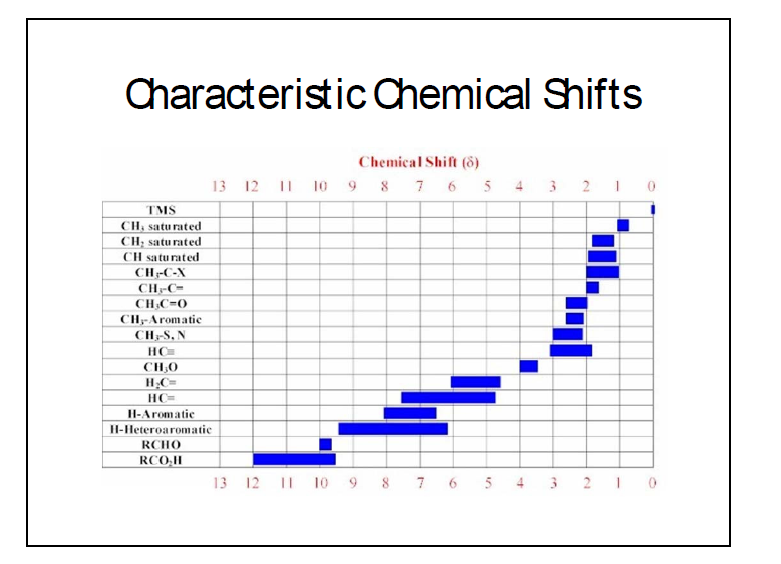 Characteristic Chemical Shifts
Chemical Shift (δ)
13 12 11 10 9 8 7 6 5 4 3 2 1 0
TMS
CH₃ saturated
CH₂ saturated
CH saturated
CH₃-C-X
CH₃-C=
CH₃C=O
CH₃-Aromatic
CH₃-S, N
HC≡
CH₃O
H₂C=
HC=
H-Aromatic
H-Heteroaromatic
RCHO
RCO₂H
13 12 11 10 9 8 7 6 5 4 3 2 1 0